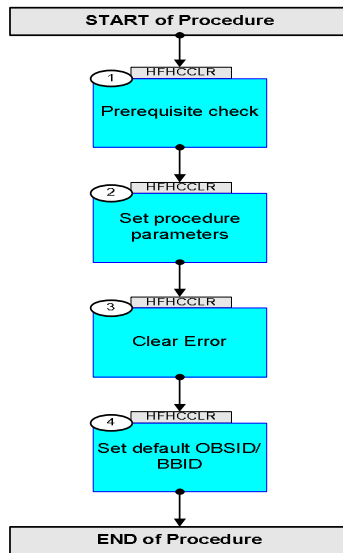 START of Procedure
HFHCCLR
1
Prerequisite check
HFHCCLR
2
Set procedure
parameters
HFHCCLR
3
Clear Error
HFHCCLR
4
Set default OBSID/
BBID
END of Procedure